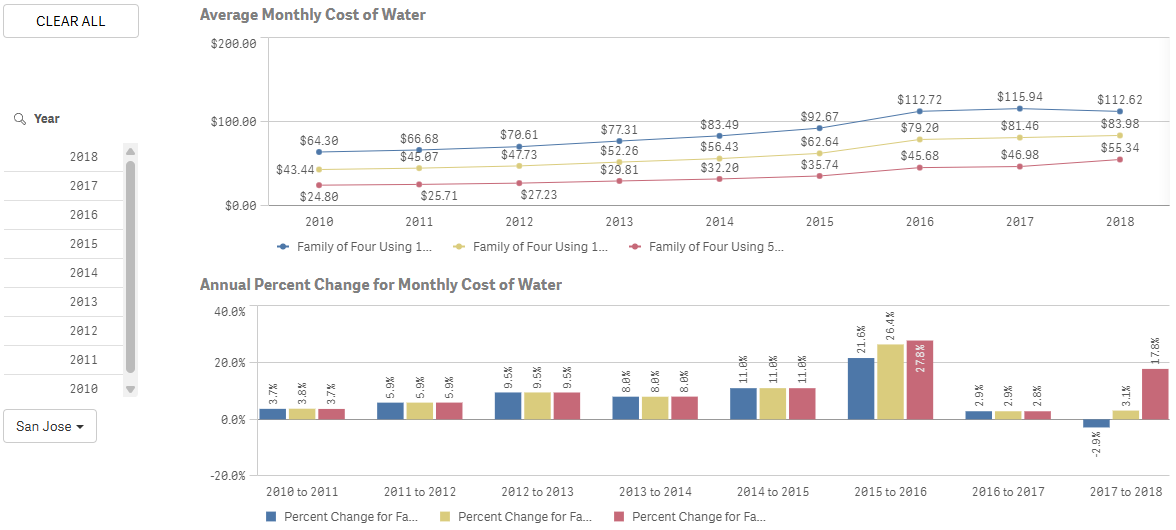 CLEAR ALL
Average Monthly Cost of Water
$200.00
$100.00
$0.00
$64.30 $66.68 $70.61 $77.31 $83.49 $92.67 $112.72 $115.94 $112.62
$43.44 $45.07 $47.73 $52.26 $56.43 $62.64 $79.20 $81.46 $83.98
$24.80 $25.71 $27.23 $29.81 $32.20 $35.74 $45.68 $46.98 $55.34
2010 2011 2012 2013 2014 2015 2016 2017 2018
Family of Four Using 1... Family of Four Using 1... Family of Four Using 5...
Year
2018
2017
2016
2015
2014
2013
2012
2011
2010
San Jose
Annual Percent Change for Monthly Cost of Water
40.0%
20.0%
0.0%
-20.0%
3.7% 3.8% 3.7% 5.9% 5.9% 5.9% 9.5% 9.5% 9.5% 8.0% 8.0% 8.0% 11.0% 11.0% 11.0% 21.6% 26.4% 27.8% 2.9% 2.9% 2.8% -2.9% 3.1% 17.8%
2010 to 2011 2011 to 2012 2012 to 2013 2013 to 2014 2014 to 2015 2015 to 2016 2016 to 2017 2017 to 2018
Percent Change for Fa... Percent Change for Fa... Percent Change for Fa...